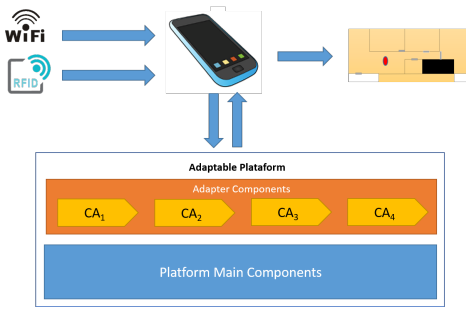 WiFi
RFID
Adaptable Plataform
Adapter Components
CA1 CA2 CA3 CA4
Platform Main Components